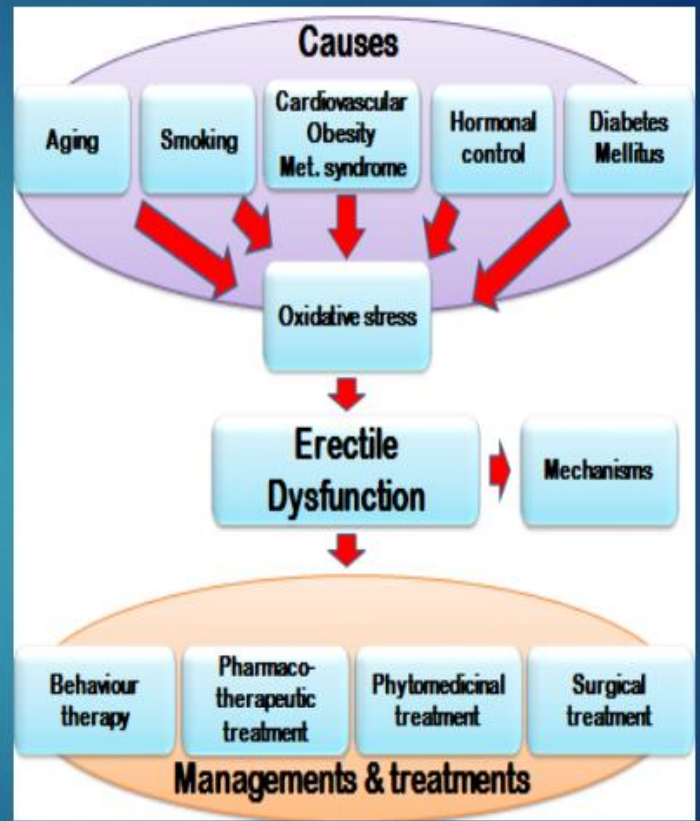 Causes
Aging
Smoking
Cardiovascular
Obesity
Met. syndrome
Hormonal
control
Diabetes
Mellitus
Oxidative stress
Erectile
Dysfunction
Mechanisms
Behaviour
therapy
Pharmaco-
therapeutic
treatment
Phytomedicinal
treatment
Surgical
treatment
Managements & treatments